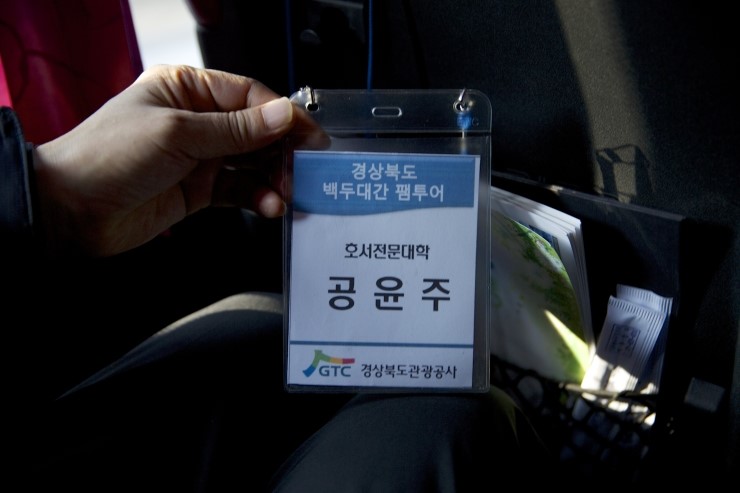 경상북도
백두대간 팸투어
호서전문대학
공윤주
GTC 경상북도관광공사